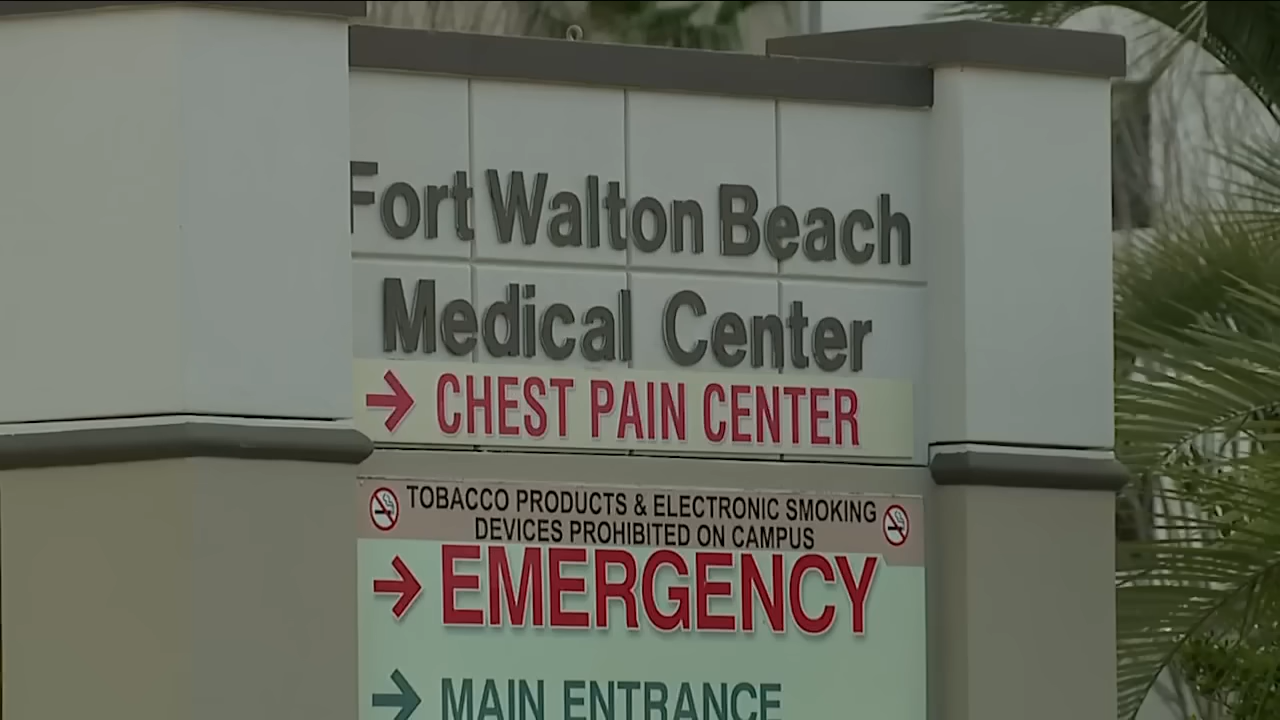 Fort Walton Beach
Medical Center
CHEST PAIN CENTER
TOBACCO PRODUCTS & ELECTRONIC SMOKING
DEVICES PROHIBITED ON CAMPUS
EMERGENCY
MAIN ENTRANCE